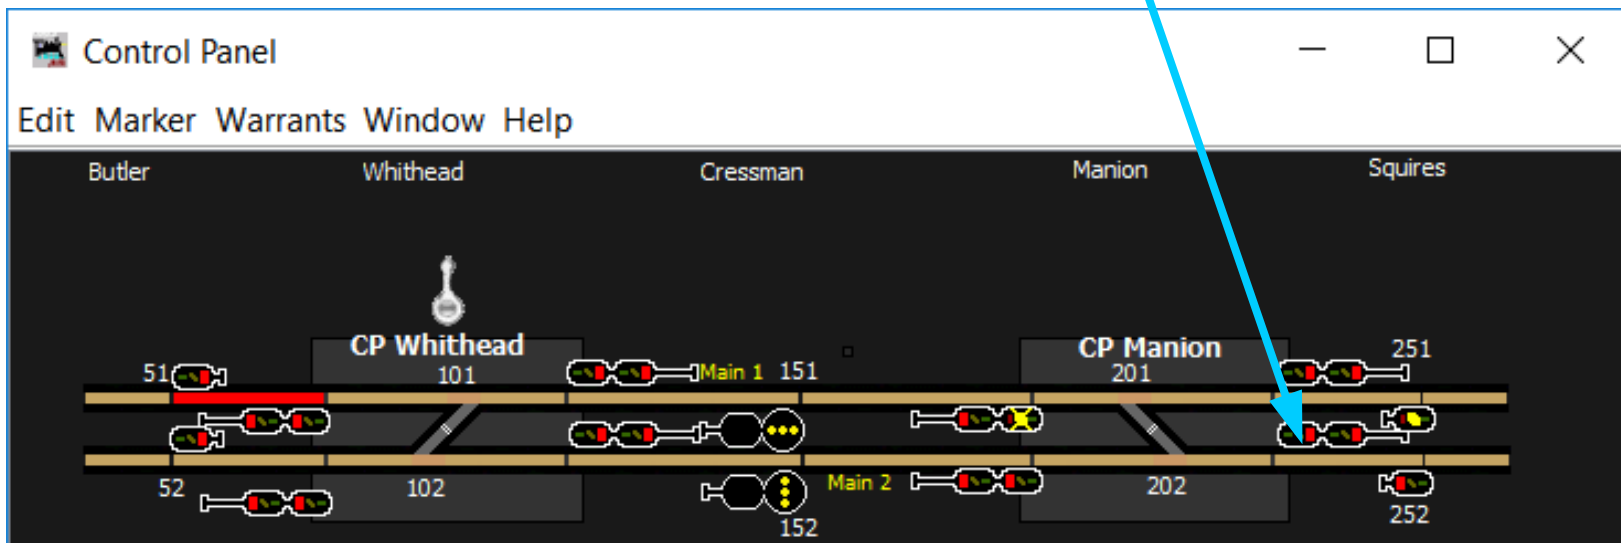 Control Panel
Edit Marker Warrants Window Help
Butler Whithead Cressman Manion Squires
CP Whithead CP Manion 251
51 101 Main 1 151 201
52 102 Main 2 202
152 252